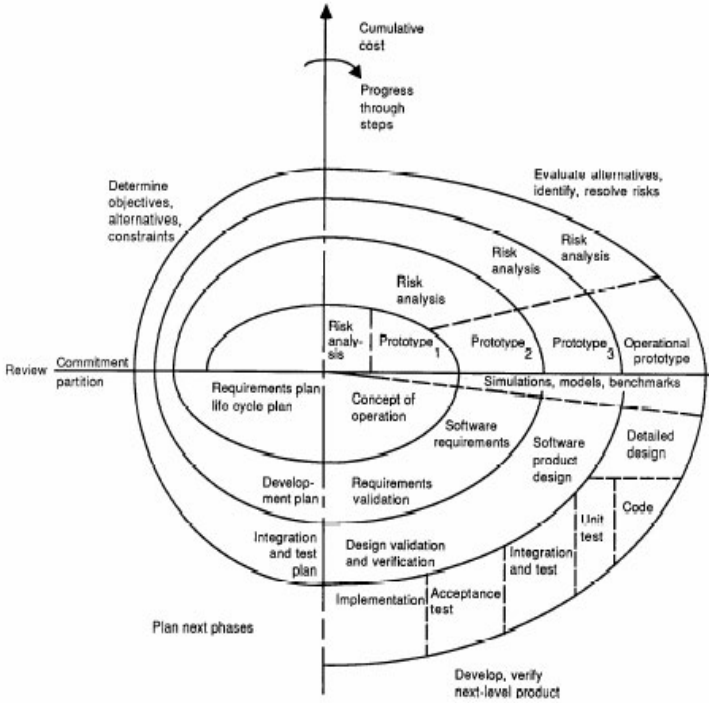 Cumulative
cost
Progress
through
steps
Determine
objectives,
alternatives,
constraints
Evaluate alternatives,
identify, resolve risks
Risk
analysis
Risk
analysis
Risk
analysis
Risk
analy-
sis
Prototype
1
Prototype
2
Prototype
3
Operational
prototype
Review
Commitment
partition
Simulations, models, benchmarks
Requirements plan
life cycle plan
Concept of
operation
Software
requirements
Software
product
design
Detailed
design
Develop-
ment plan
Requirements
validation
Code
Unit
test
Integration
and test
plan
Design validation
and verification
Integration
and test
Acceptance
test
Implementation
Plan next phases
Develop, verify
next-level product